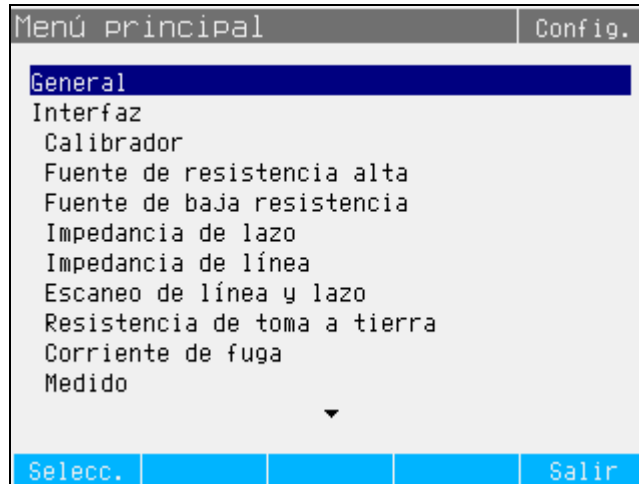 Menú principal Config.
General
Interfaz
Calibrador
Fuente de resistencia alta
Fuente de baja resistencia
Impedancia de lazo
Impedancia de línea
Escaneo de línea y lazo
Resistencia de toma a tierra
Corriente de fuga
Medido
Selecc. Salir